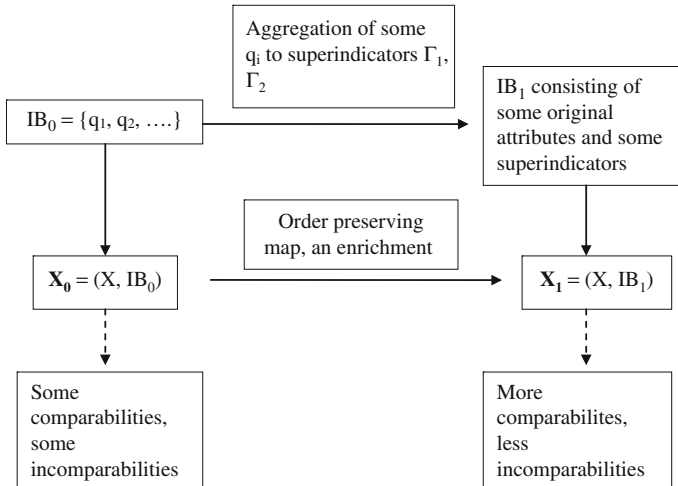 Aggregation of some
qi to superindicators Γ1,
Γ2
IB0 = {q1, q2, ….}
IB1 consisting of
some original
attributes and some
superindicators
Order preserving
map, an enrichment
X0 = (X, IB0)
X1 = (X, IB1)
Some
comparabilities,
some
incomparabilities
More
comparabilites,
less
incomparabilities